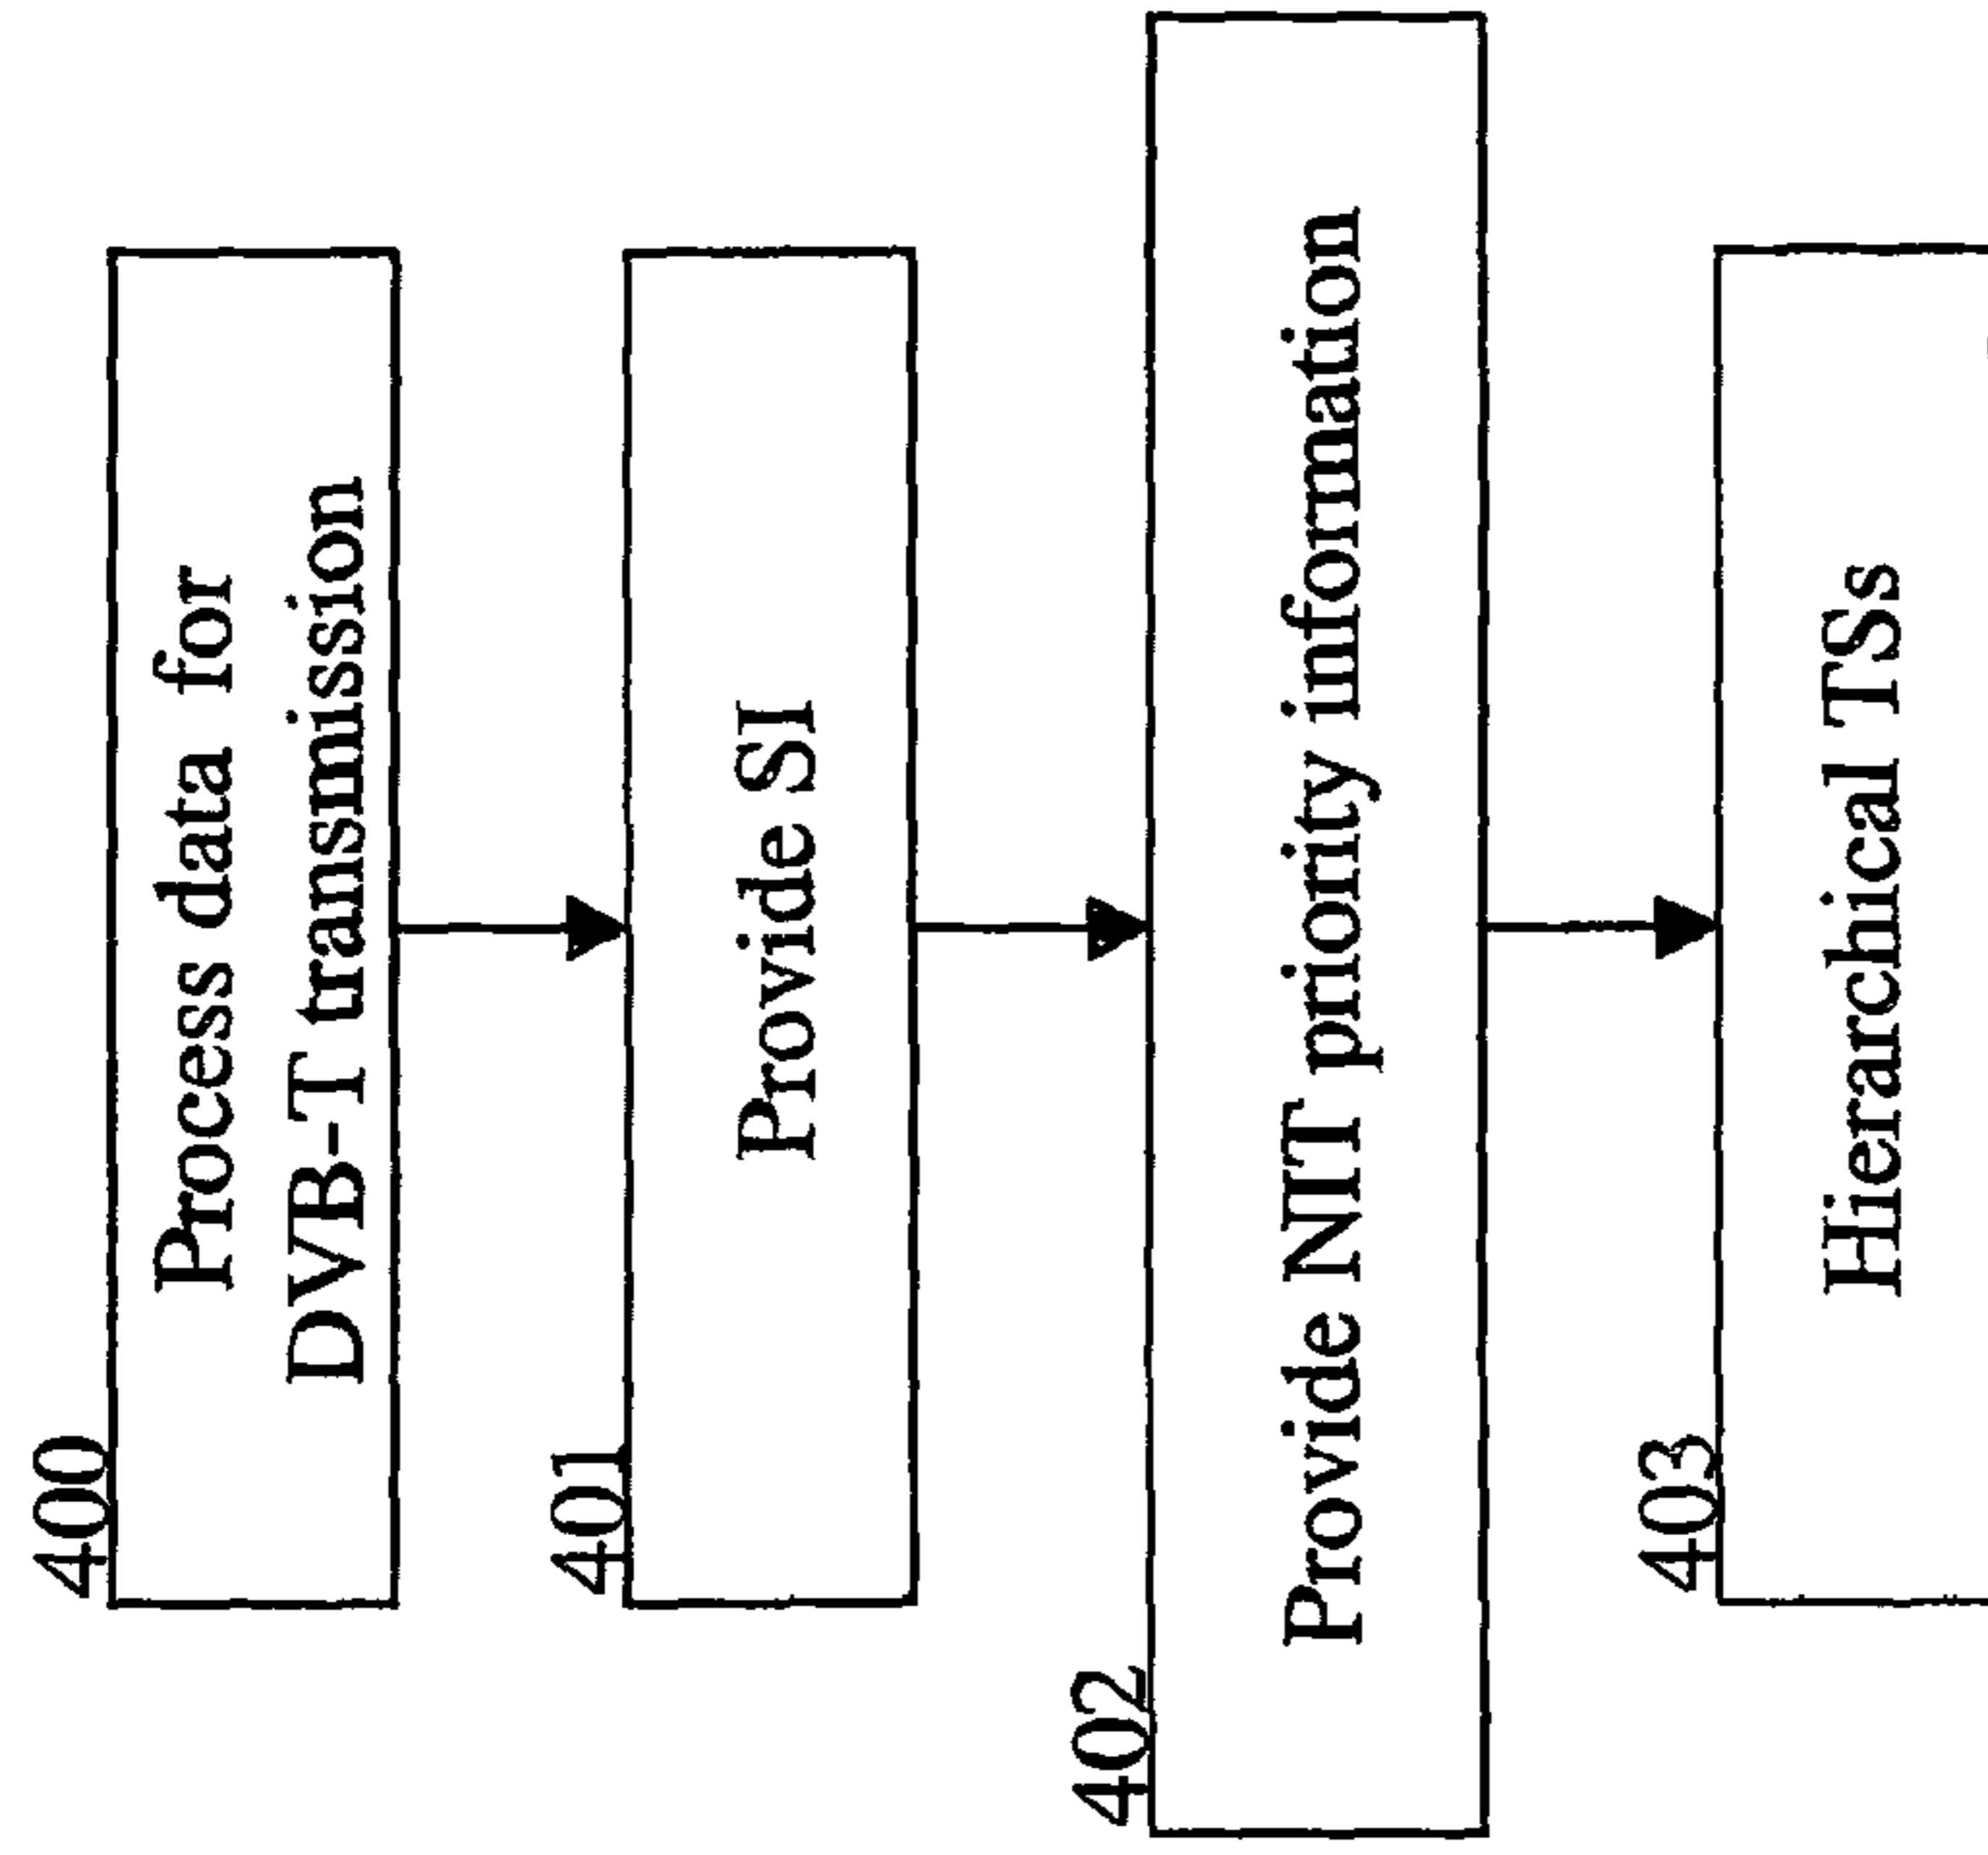 400
Process data for
DVB-T transmission
401
Provide SI
402
Provide NIT priority information
403
Hierarchical TSs